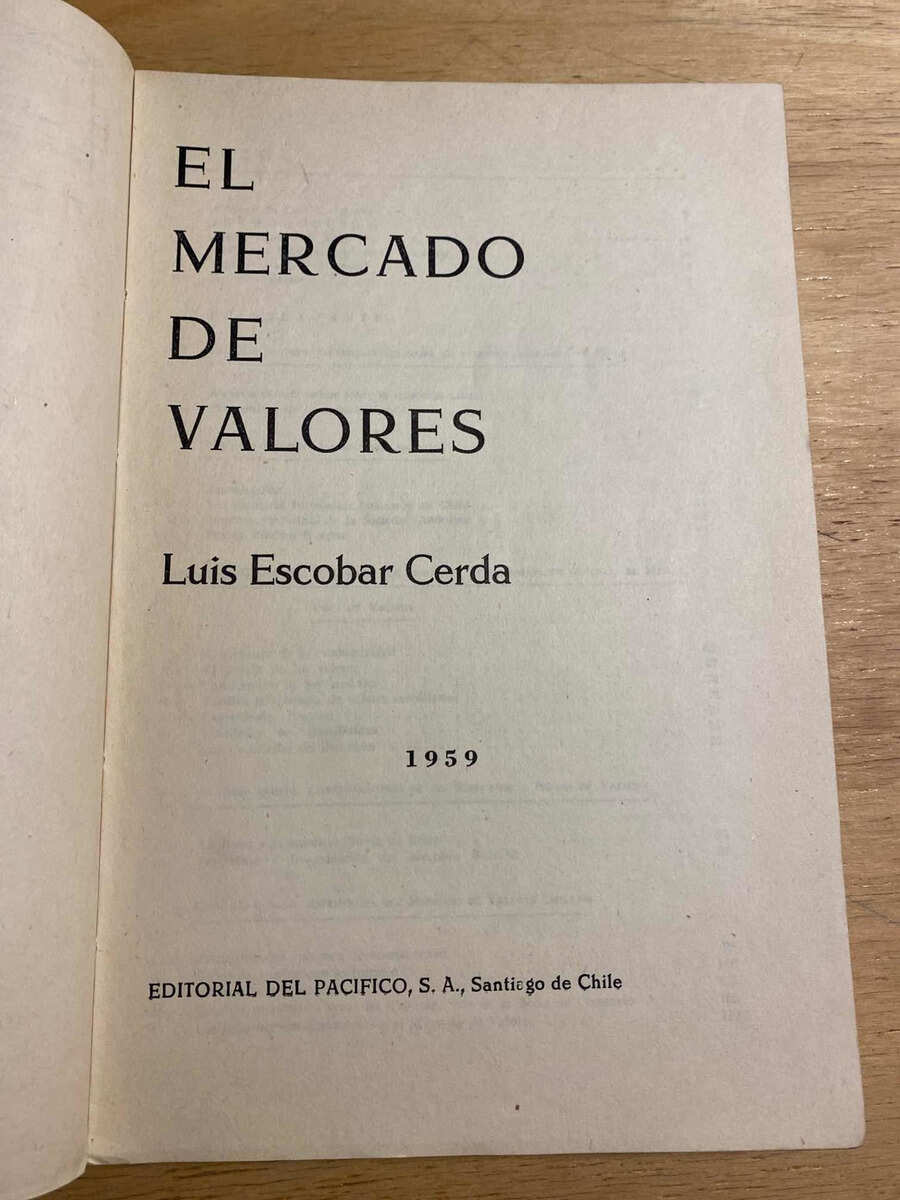 EL
MERCADO
DE
VALORES
Luis Escobar Cerda
1959
EDITORIAL DEL PACIFICO, S. A., Santiago de Chile